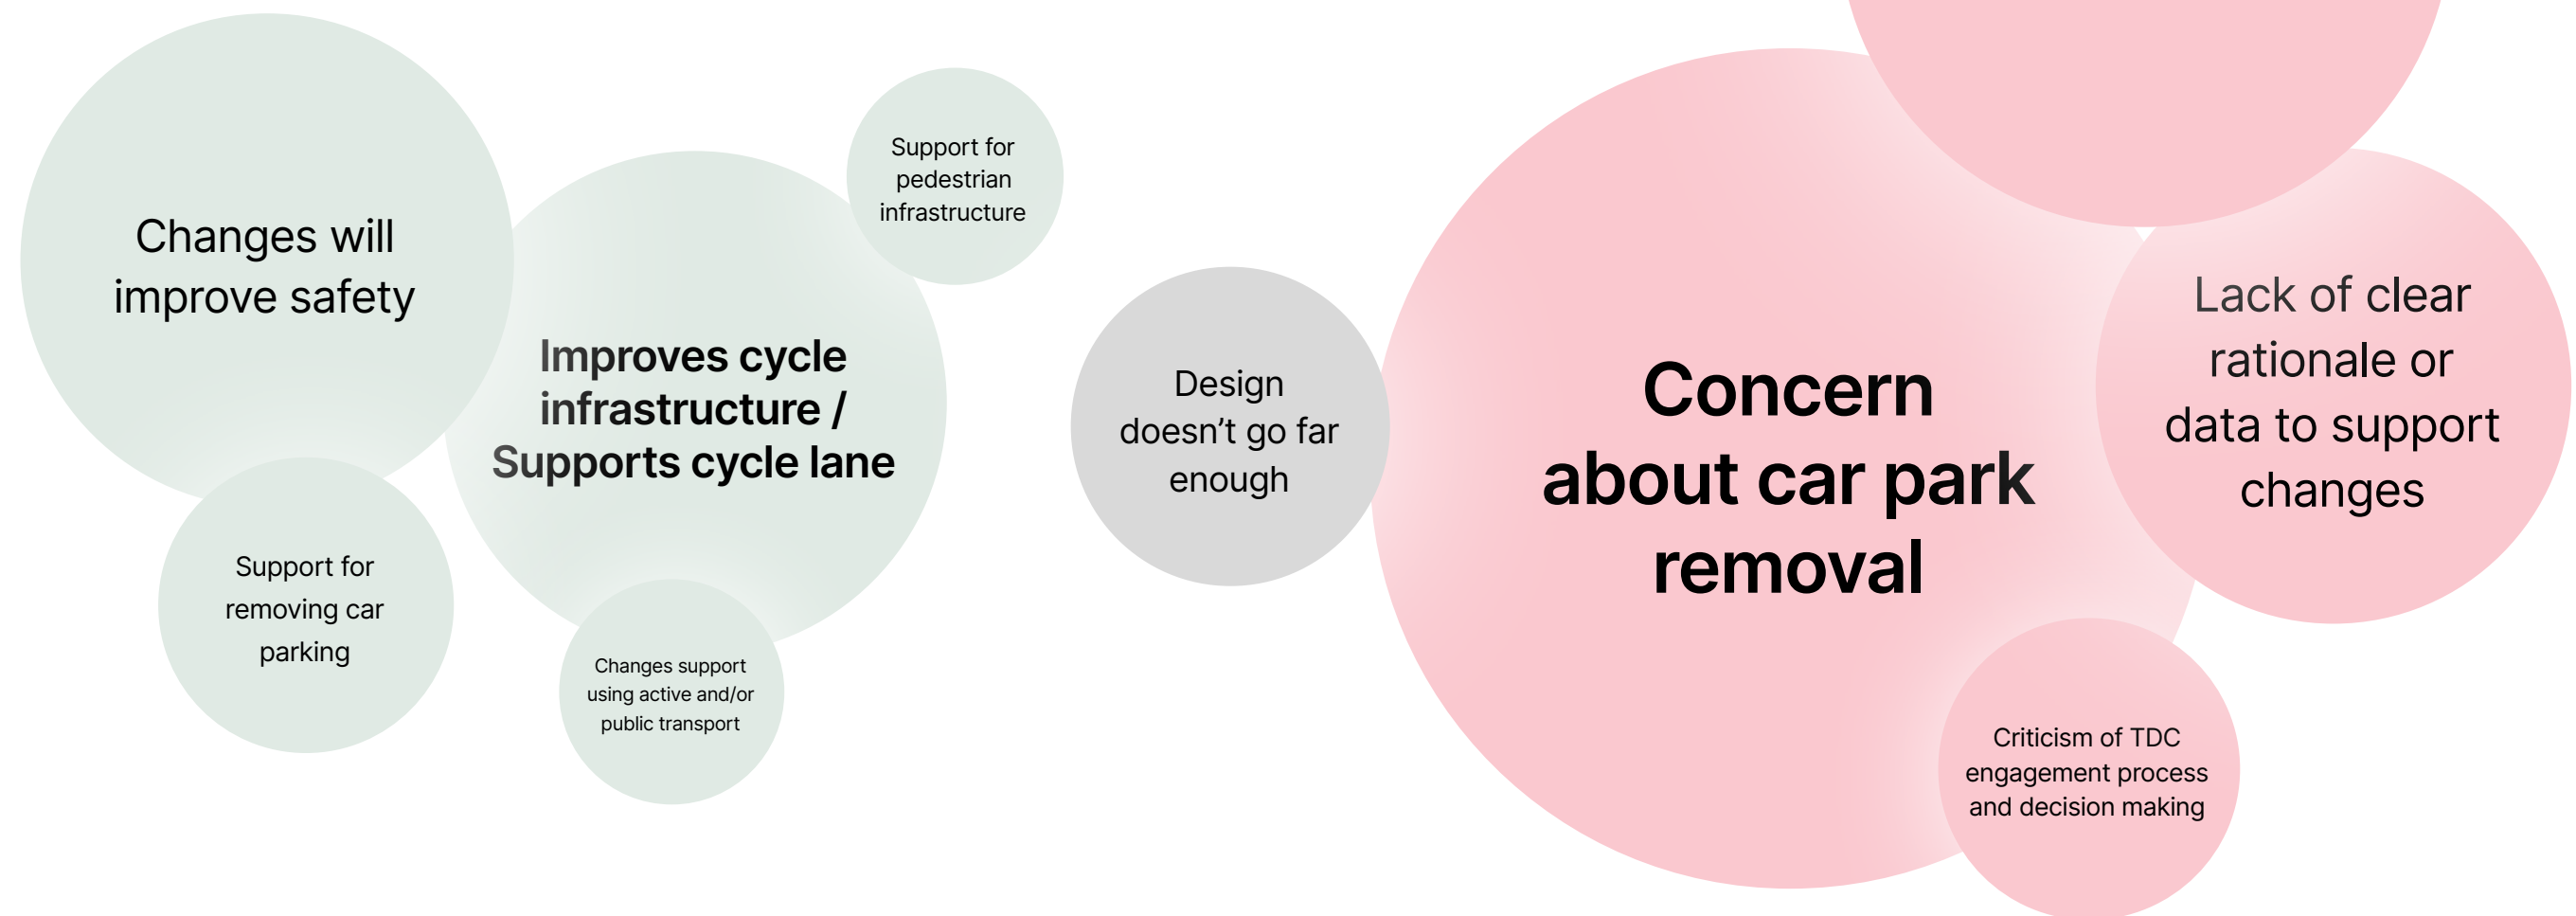 Changes will
improve safety
Support for
removing car
parking
Improves cycle
infrastructure /
Supports cycle lane
Changes support
using active and/or
public transport
Support for
pedestrian
infrastructure
Design
doesn’t go far
enough
Concern
about car park
removal
Lack of clear
rationale or
data to support
changes
Criticism of TDC
engagement process
and decision making